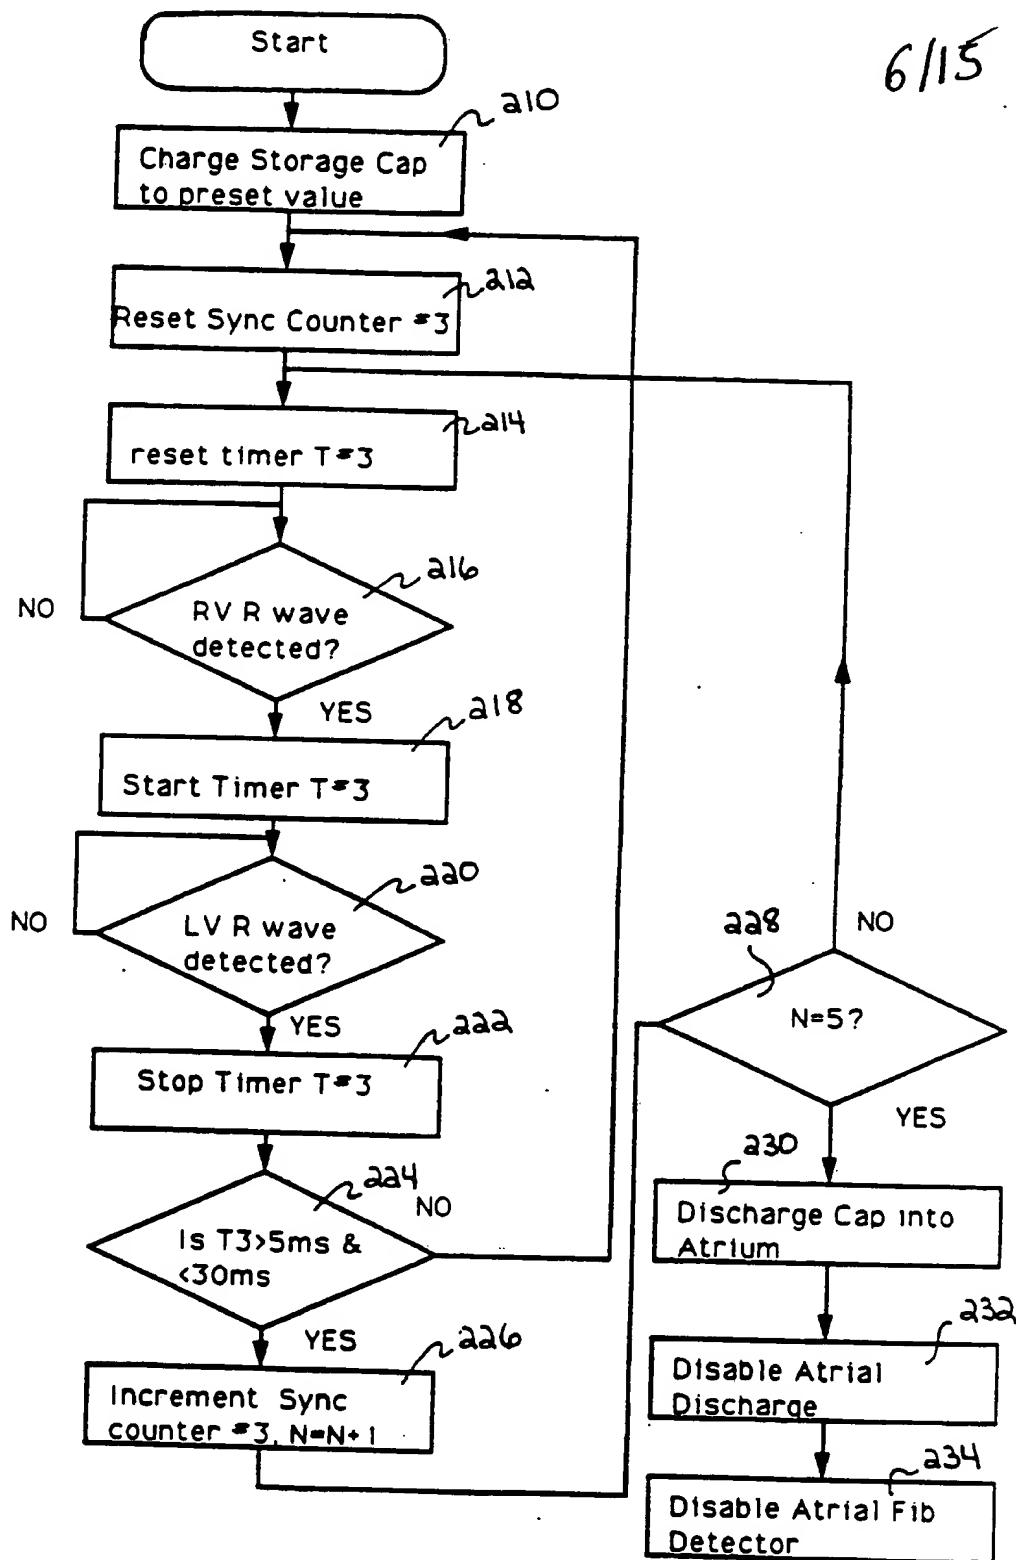 Start
6/15
210
Charge Storage Cap
to preset value
212
Reset Sync Counter #3
214
reset timer T#3
216
NO
RV R wave
detected?
YES
218
Start Timer T#3
220
NO
LV R wave
detected?
YES
222
Stop Timer T#3
224
NO
Is T3>5ms &
<30ms
YES
226
Increment Sync
counter #3, N=N+1
228
NO
N=5?
YES
230
Discharge Cap into
Atrium
232
Disable Atrial
Discharge
234
Disable Atrial Fib
Detector